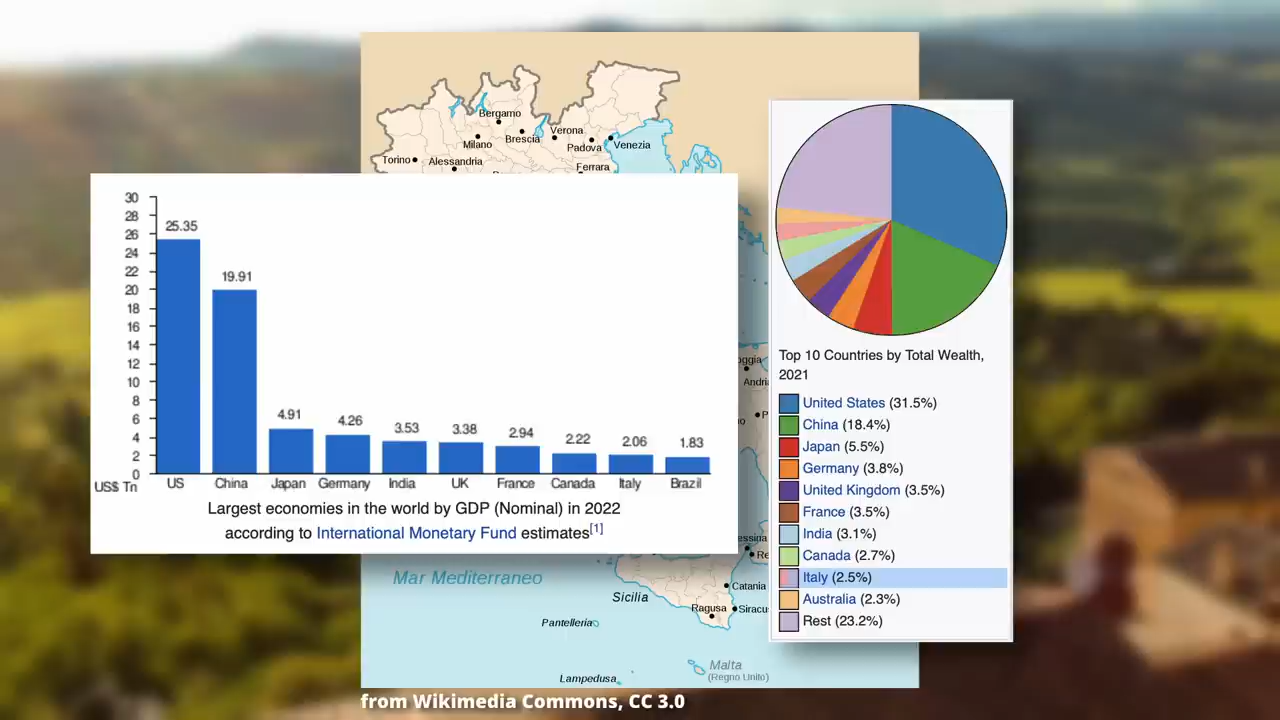 Bergamo
Milano
Brescia
Verona
Padova
Venezia
Torino
Alessandria
Ferrara
30
28
26
24
22
20
18
16
14
12
10
8
6
4
2
0
25.35
19.91
4.91
4.26
3.53
3.38
2.94
2.22
2.06
1.83
US$ Tn
US China Japan Germany India UK France Canada Italy Brazil
Largest economies in the world by GDP (Nominal) in 2022
according to International Monetary Fund estimates[1]
Top 10 Countries by Total Wealth,
2021
United States (31.5%)
China (18.4%)
Japan (5.5%)
Germany (3.8%)
United Kingdom (3.5%)
France (3.5%)
India (3.1%)
Canada (2.7%)
Italy (2.5%)
Australia (2.3%)
Rest (23.2%)
oggia
Andri
essina
Re
Mar Mediterraneo
Sicilia
Catania
Ragusa
Siracus
Pantelleria
Malta
(Regno Unito)
Lampedusa
from Wikimedia Commons, CC 3.0